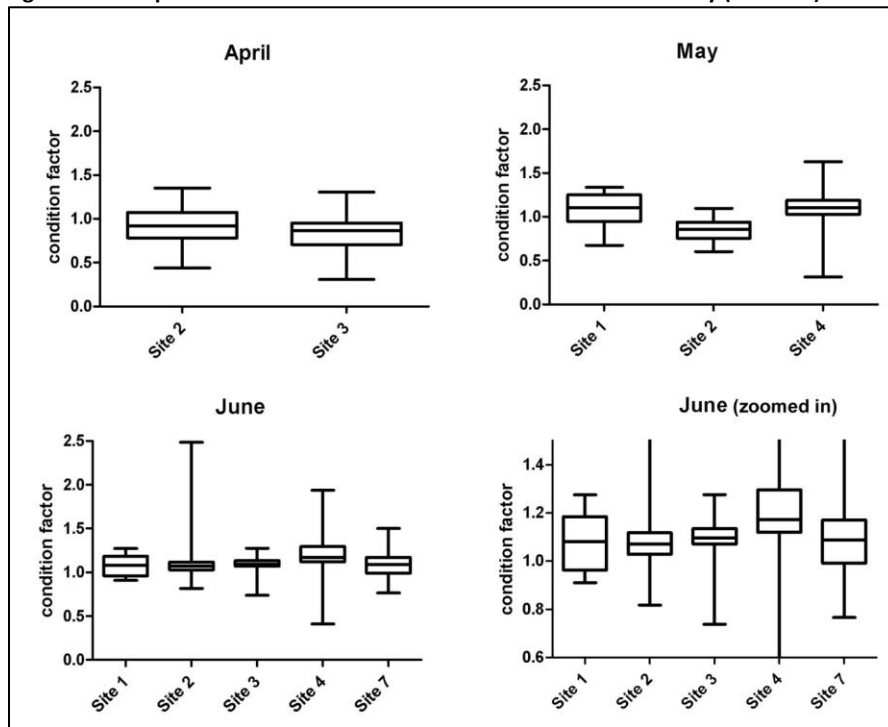 April
2.5
2.0
1.5
1.0
0.5
0.0
condition factor
Site 2
Site 3
May
2.5
2.0
1.5
1.0
0.5
0.0
condition factor
Site 1
Site 2
Site 4
June
2.5
2.0
1.5
1.0
0.5
0.0
condition factor
Site 1
Site 2
Site 3
Site 4
Site 7
June (zoomed in)
1.4
1.2
1.0
0.8
0.6
condition factor
Site 1
Site 2
Site 3
Site 4
Site 7